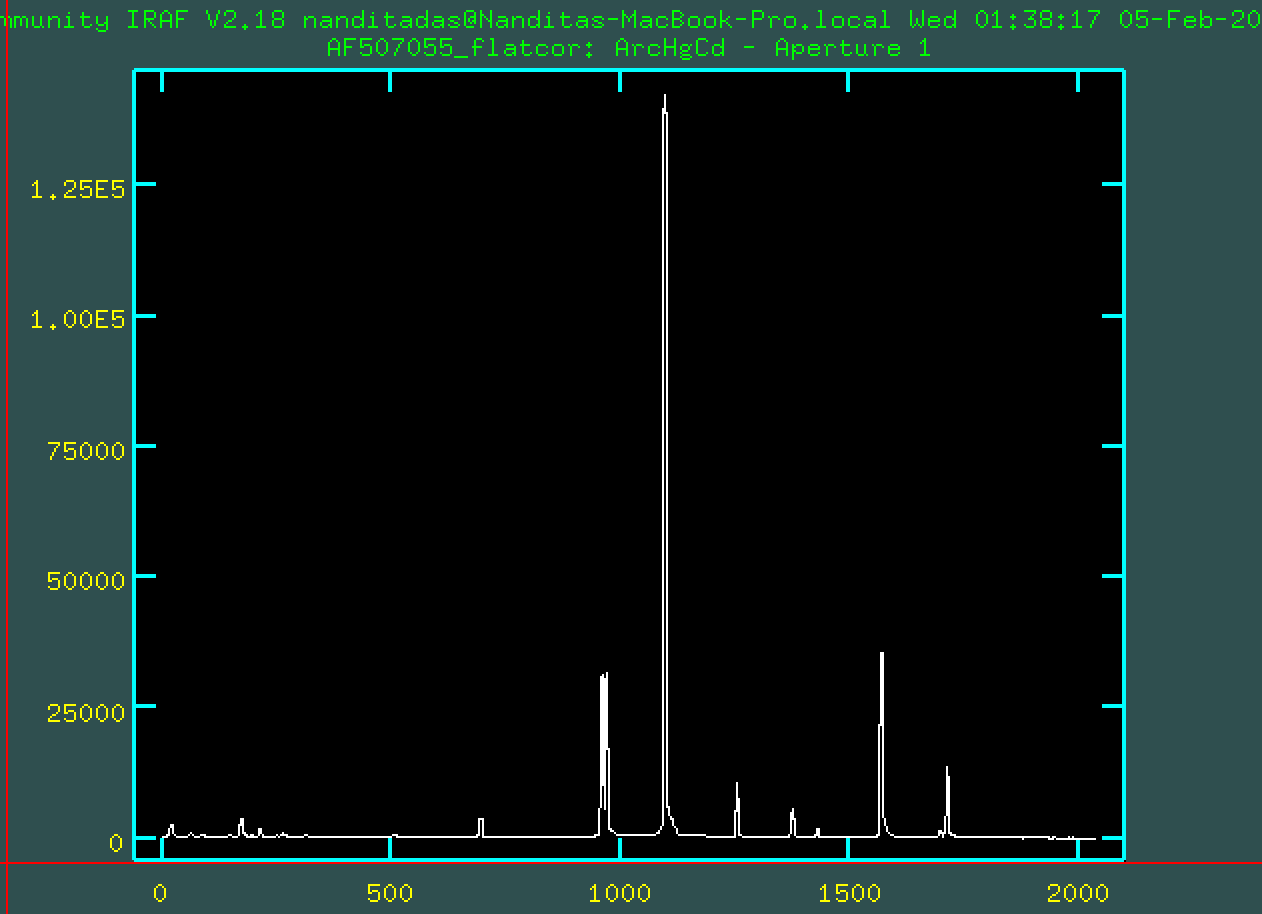 mmunity IRAF V2.18 nanditadas@Nanditas-MacBook-Pro.local Wed 01:38:17 05-Feb-20
AF507055_flatcor: ArcHgCd - Aperture 1
1.25E5
1.00E5
75000
50000
25000
0
0 500 1000 1500 2000